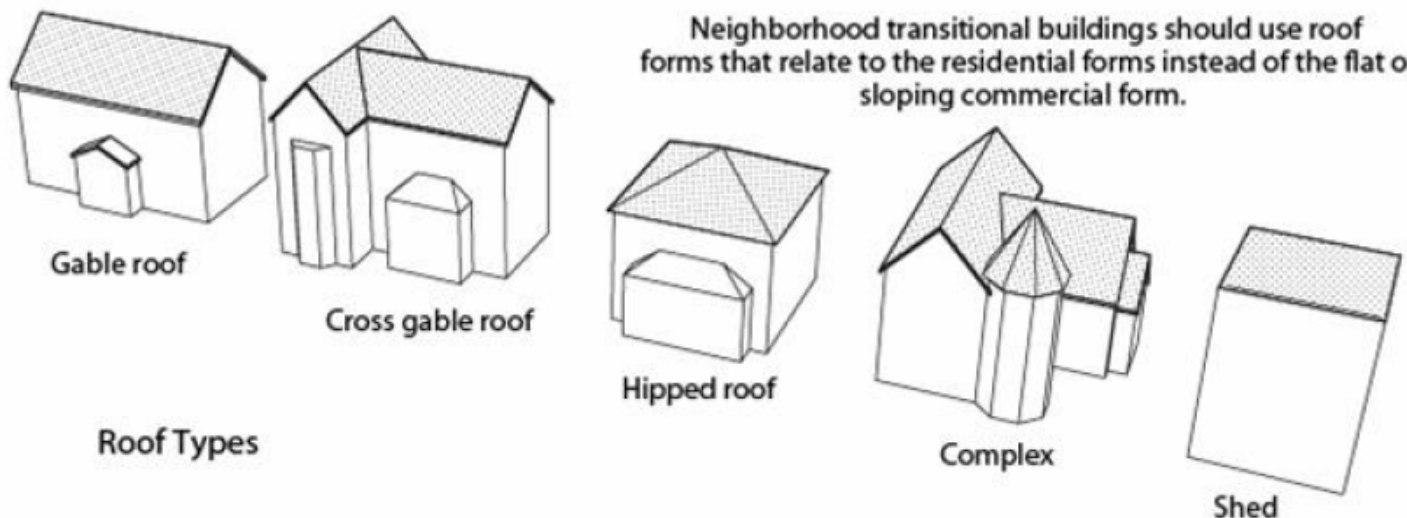 Neighborhood transitional buildings should use roof
forms that relate to the residential forms instead of the flat o
sloping commercial form.
Gable roof
Cross gable roof
Hipped roof
Complex
Shed
Roof Types